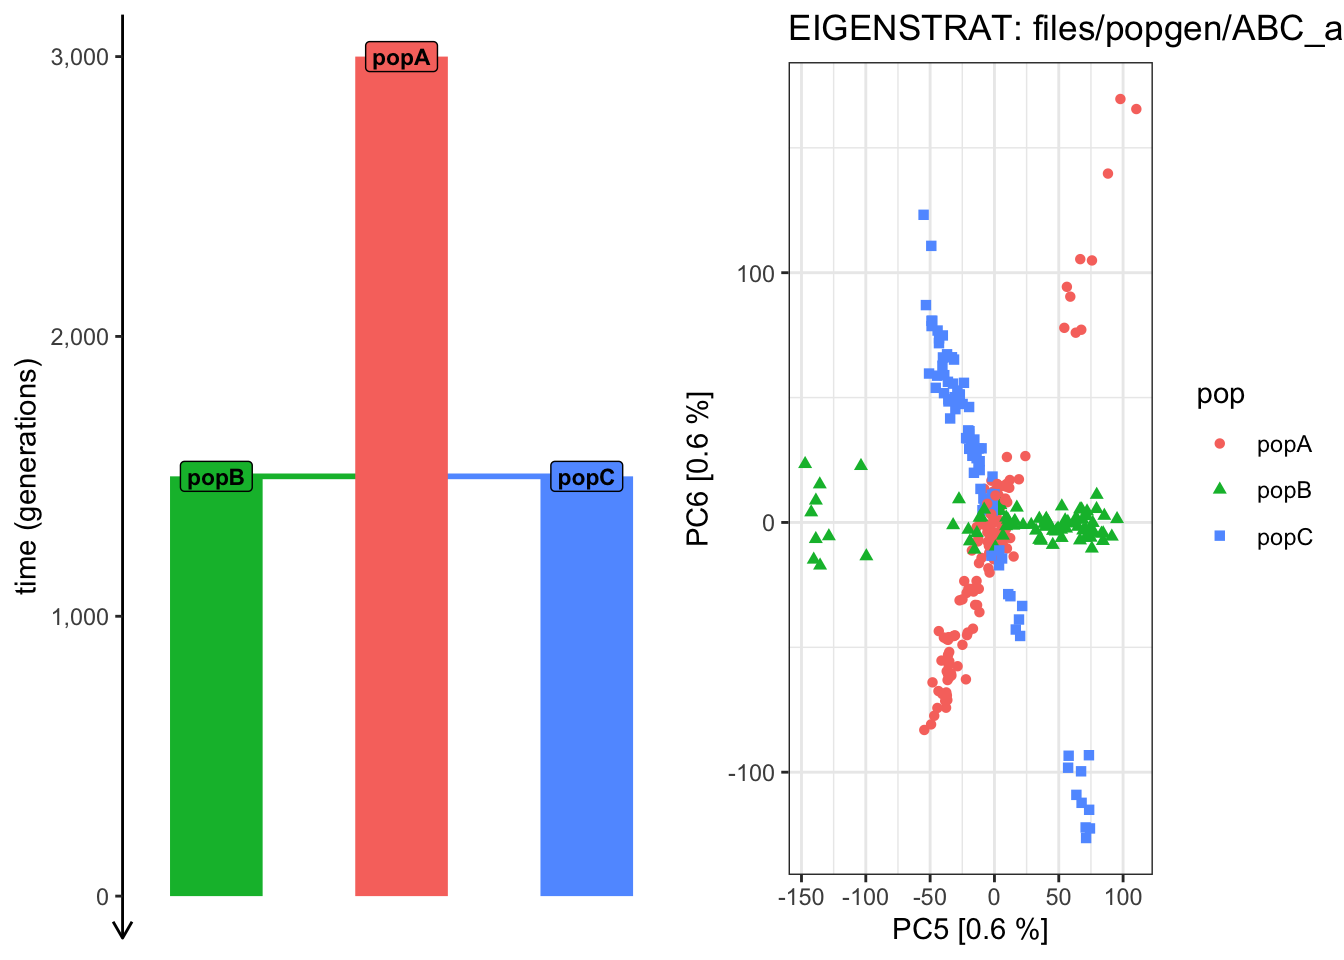 time (generations)
3,000
2,000
1,000
0
popA
popB
popC
EIGENSTRAT: files/popgen/ABC_a
PC6 [0.6 %]
100
0
-100
-150 -100 -50 0 50 100
PC5 [0.6 %]
pop
popA
popB
popC